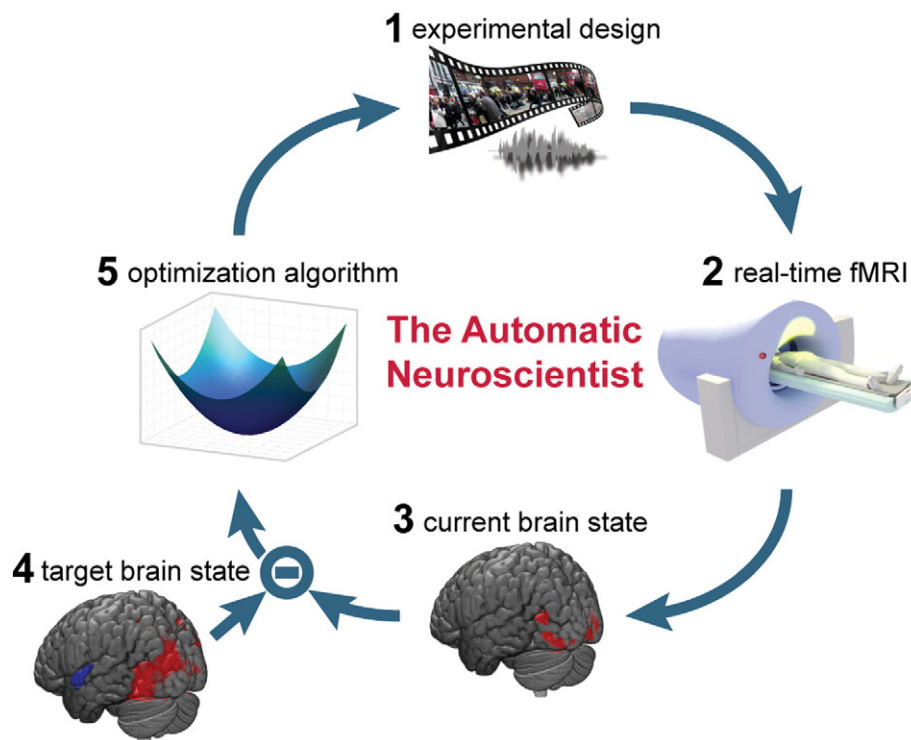 1 experimental design
5 optimization algorithm
2 real-time fMRI
The Automatic
Neuroscientist
3 current brain state
4 target brain state